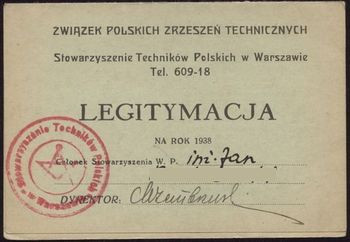 ZWIĄZEK POLSKICH ZRZESZEŃ TECHNICZNYCH
Stowarzyszenie Techników Polskich w Warszawie
Tel. 609-18
LEGITYMACJA
NA ROK 1938
Członek Stowarzyszenia W. P. inż. Jan
DYREKTOR:
Stowarzyszenie Techników Polskich
w Warszawie